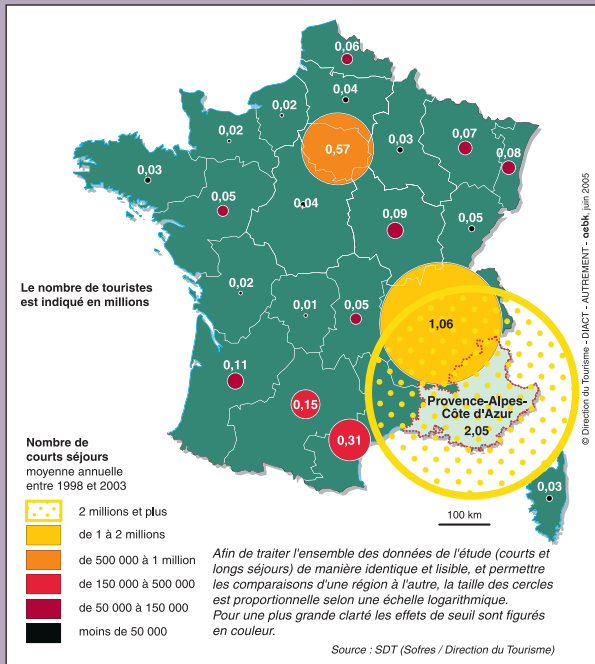 0,06
0,04
0,02
0,02
0,57
0,03
0,07
0,08
0,03
0,05
0,04
0,09
0,05
Le nombre de touristes
est indiqué en millions
0,02
0,01
0,05
1,06
0,11
0,15
0,31
Provence-Alpes-
Côte d'Azur
2,05
0,03
100 km
Nombre de
courts séjours
moyenne annuelle
entre 1998 et 2003
2 millions et plus
de 1 à 2 millions
de 500 000 à 1 million
de 150 000 à 500 000
de 50 000 à 150 000
moins de 50 000
Afin de traiter l'ensemble des données de l'étude (courts et
longs séjours) de manière identique et lisible, et permettre
les comparaisons d'une région à l'autre, la taille des cercles
est proportionnelle selon une échelle logarithmique.
Pour une plus grande clarté les effets de seuil sont figurés
en couleur.
Source : SDT (Sofres / Direction du Tourisme)
© Direction du Tourisme - DIACT - AUTREMENT - aebk, juin 2005